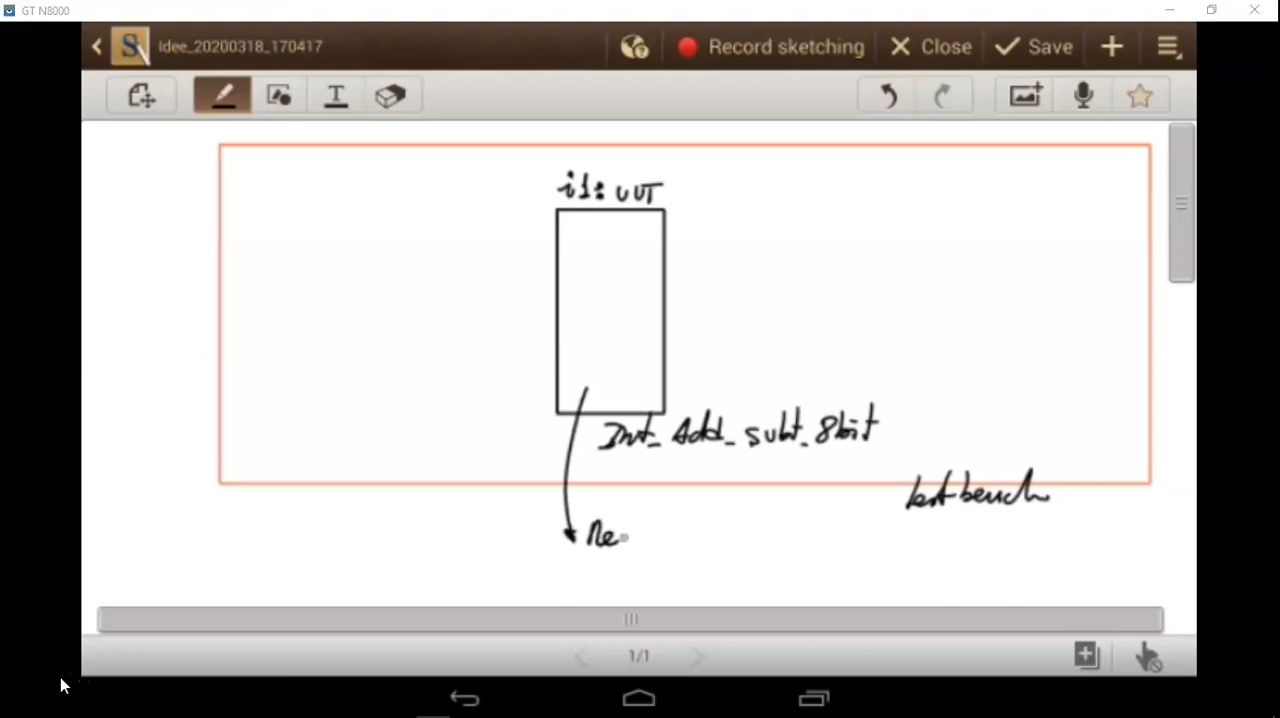 GT N8000
Idee_20200318_170417
Record sketching
Close
Save
T
i1: UUT
Int_Add_Subt_8bit
testbench
Re
1/1